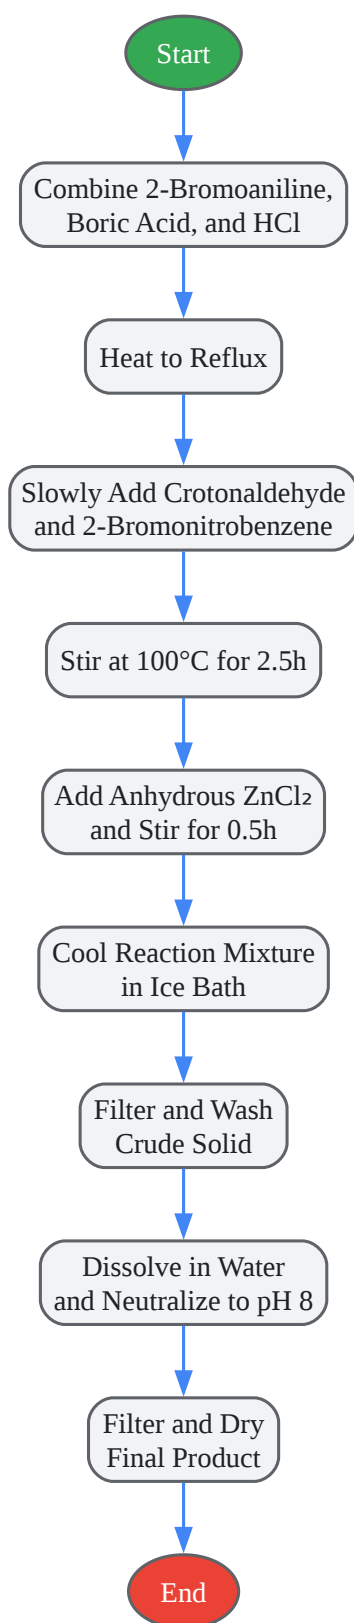 Start
Combine 2-Bromoaniline,
Boric Acid, and HCl
Heat to Reflux
Slowly Add Crotonaldehyde
and 2-Bromonitrobenzene
Stir at 100°C for 2.5h
Add Anhydrous ZnCl₂
and Stir for 0.5h
Cool Reaction Mixture
in Ice Bath
Filter and Wash
Crude Solid
Dissolve in Water
and Neutralize to pH 8
Filter and Dry
Final Product
End